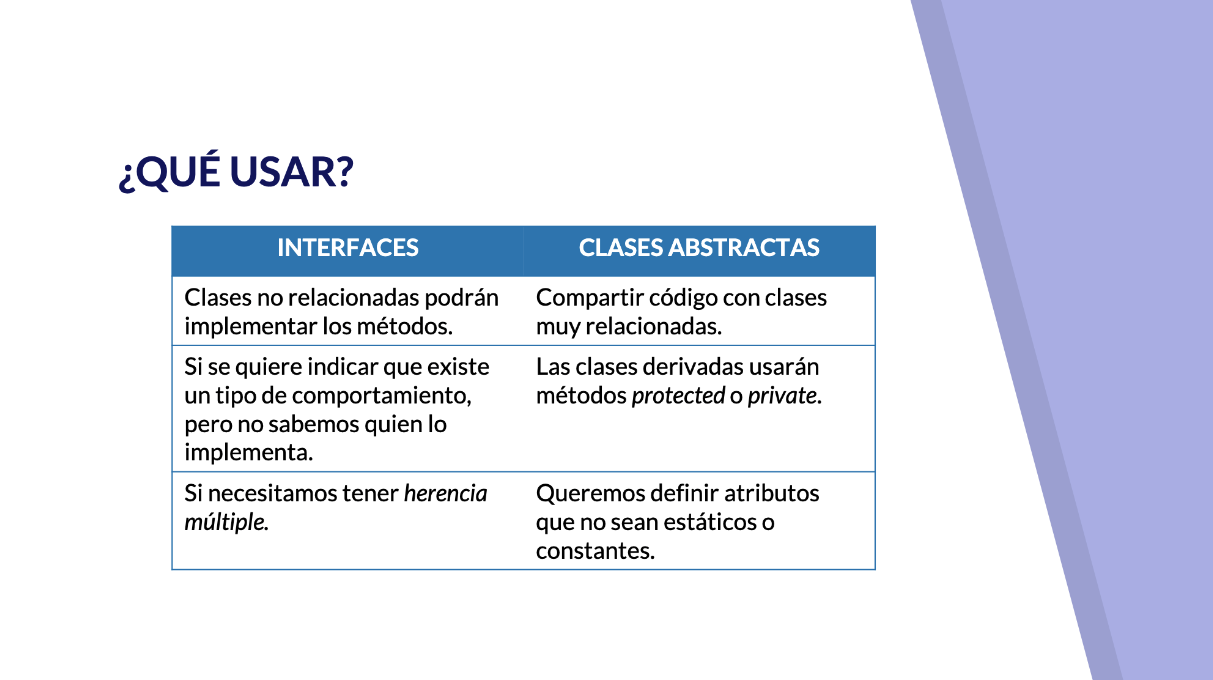 ¿QUÉ USAR?
INTERFACES
CLASES ABSTRACTAS
Clases no relacionadas podrán
implementar los métodos.
Compartir código con clases
muy relacionadas.
Si se quiere indicar que existe
un tipo de comportamiento,
pero no sabemos quien lo
implementa.
Las clases derivadas usarán
métodos protected o private.
Si necesitamos tener herencia
múltiple.
Queremos definir atributos
que no sean estáticos o
constantes.